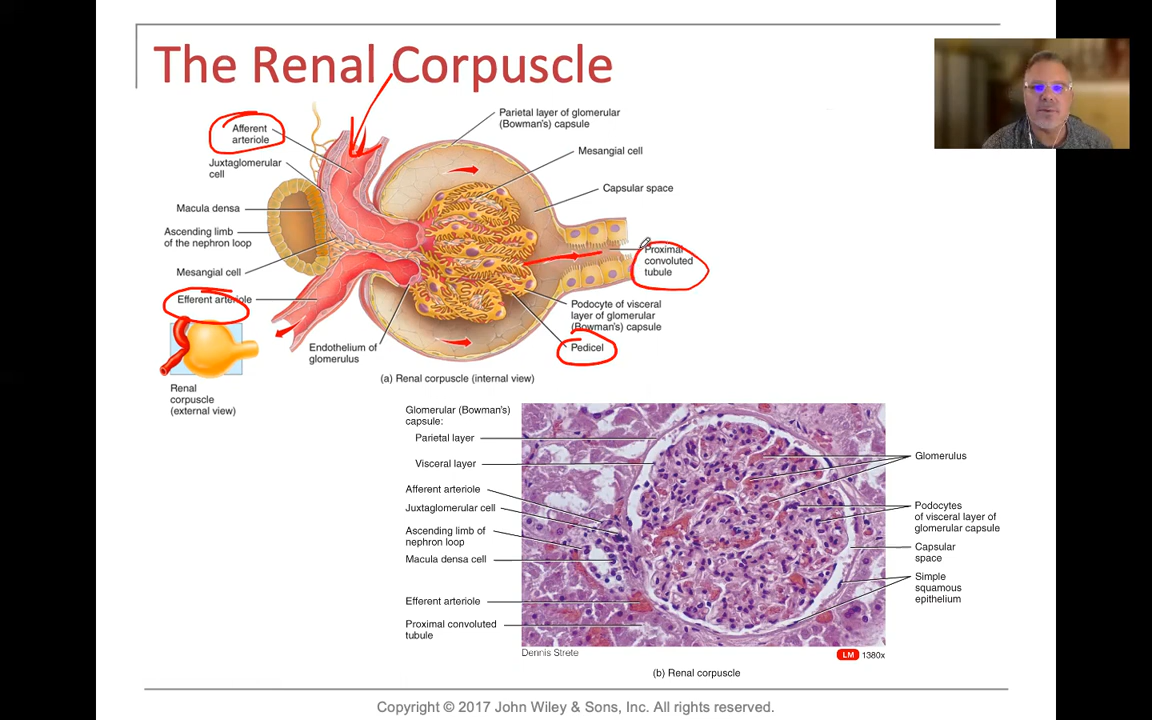 The Renal Corpuscle
Afferent
arteriole
Juxtaglomerular
cell
Macula densa
Ascending limb
of the nephron loop
Mesangial cell
Efferent arteriole
Renal
corpuscle
(external view)
Endothelium of
glomerulus
Parietal layer of glomerular
(Bowman's) capsule
Mesangial cell
Capsular space
Proximal
convoluted
tubule
Podocyte of visceral
layer of glomerular
(Bowman's) capsule
Pedicel
(a) Renal corpuscle (internal view)
Glomerular (Bowman's)
capsule:
Parietal layer
Visceral layer
Afferent arteriole
Juxtaglomerular cell
Ascending limb of
nephron loop
Macula densa cell
Efferent arteriole
Proximal convoluted
tubule
Glomerulus
Podocytes
of visceral layer of
glomerular capsule
Capsular
space
Simple
squamous
epithelium
Dennis Strete
LM 1380x
(b) Renal corpuscle
Copyright © 2017 John Wiley & Sons, Inc. All rights reserved.